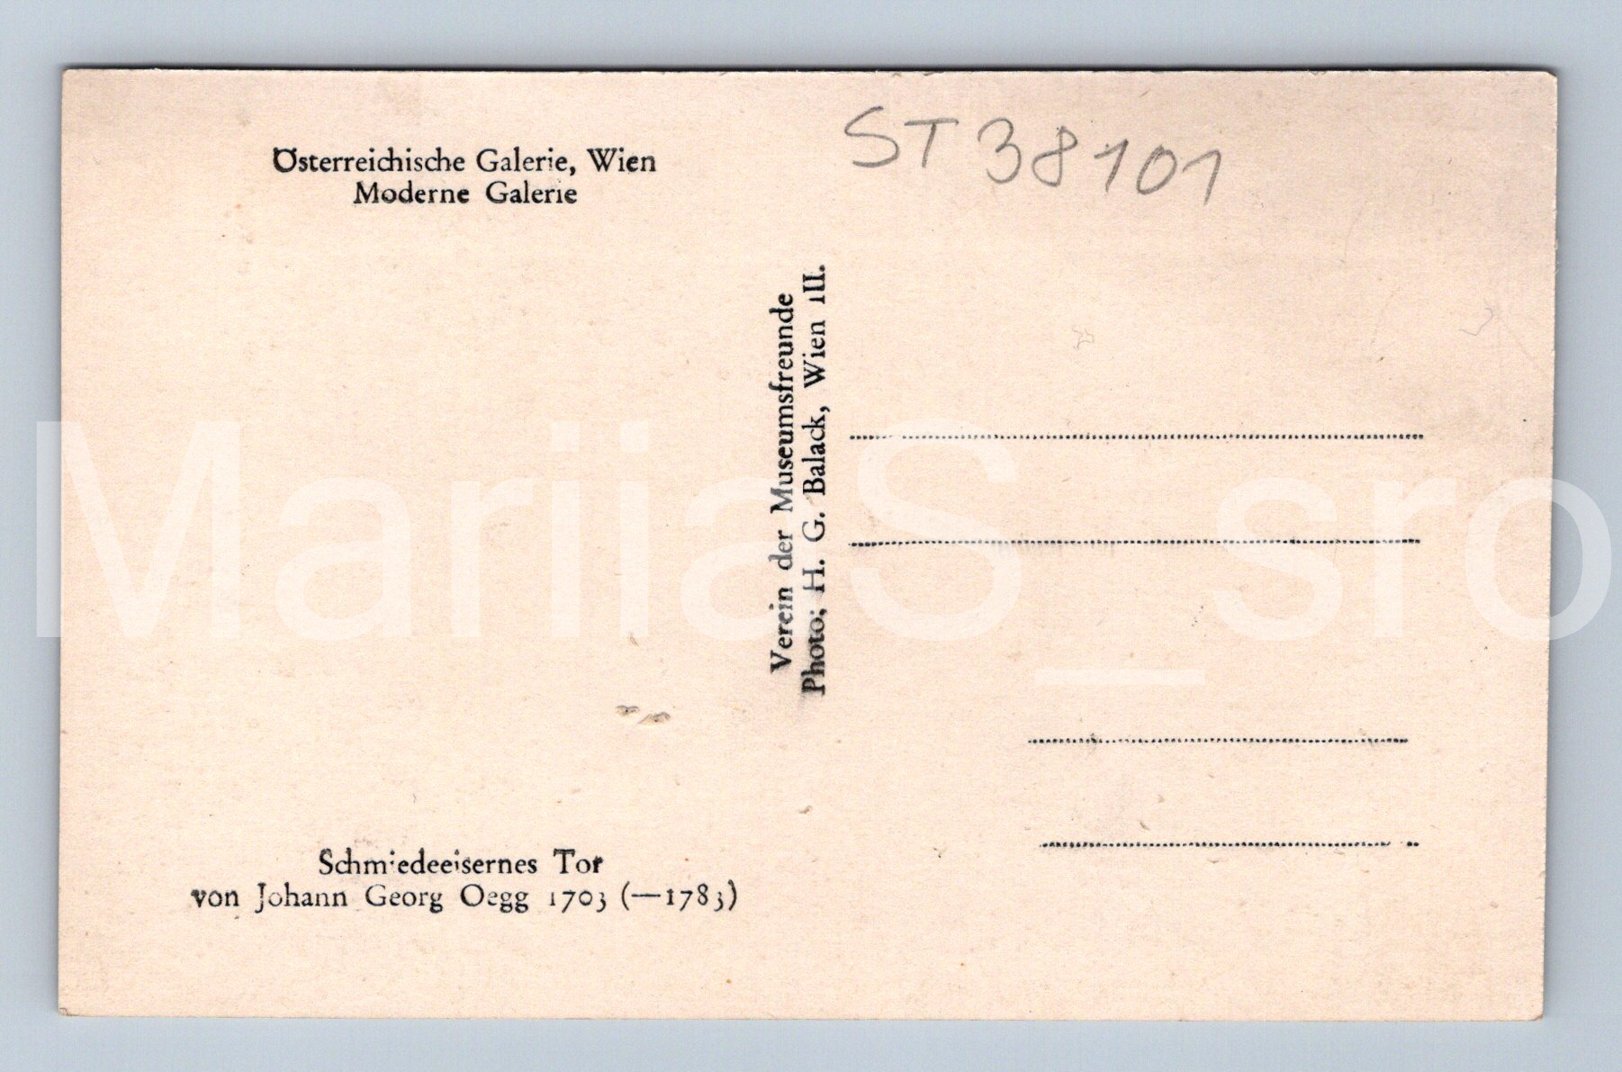 Österreichische Galerie, Wien
Moderne Galerie
ST 38101
Verein der Museumsfreunde
Photo; H. G. Balack, Wien III.
MariiaS_sro
Schmiedeeisernes Tor
von Johann Georg Oegg 1703 (—1783)